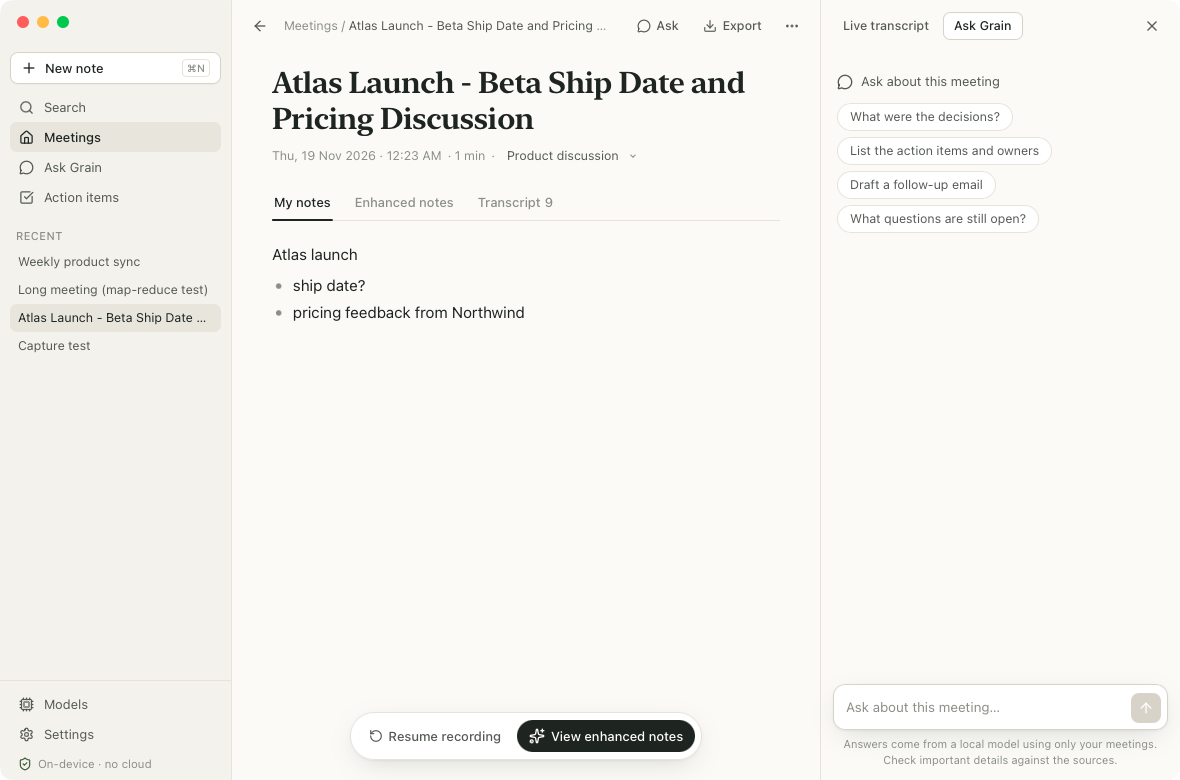 New note
⌘N
Search
Meetings
Ask Grain
Action items
RECENT
Weekly product sync
Long meeting (map-reduce test)
Atlas Launch - Beta Ship Date ...
Capture test
Models
Settings
On-device · no cloud
Meetings / Atlas Launch - Beta Ship Date and Pricing ...
Ask
Export
Atlas Launch - Beta Ship Date and
Pricing Discussion
Thu, 19 Nov 2026 · 12:23 AM · 1 min · Product discussion
My notes
Enhanced notes
Transcript 9
Atlas launch
• ship date?
• pricing feedback from Northwind
Resume recording
View enhanced notes
Live transcript
Ask Grain
Ask about this meeting
What were the decisions?
List the action items and owners
Draft a follow-up email
What questions are still open?
Ask about this meeting...
Answers come from a local model using only your meetings.
Check important details against the sources.